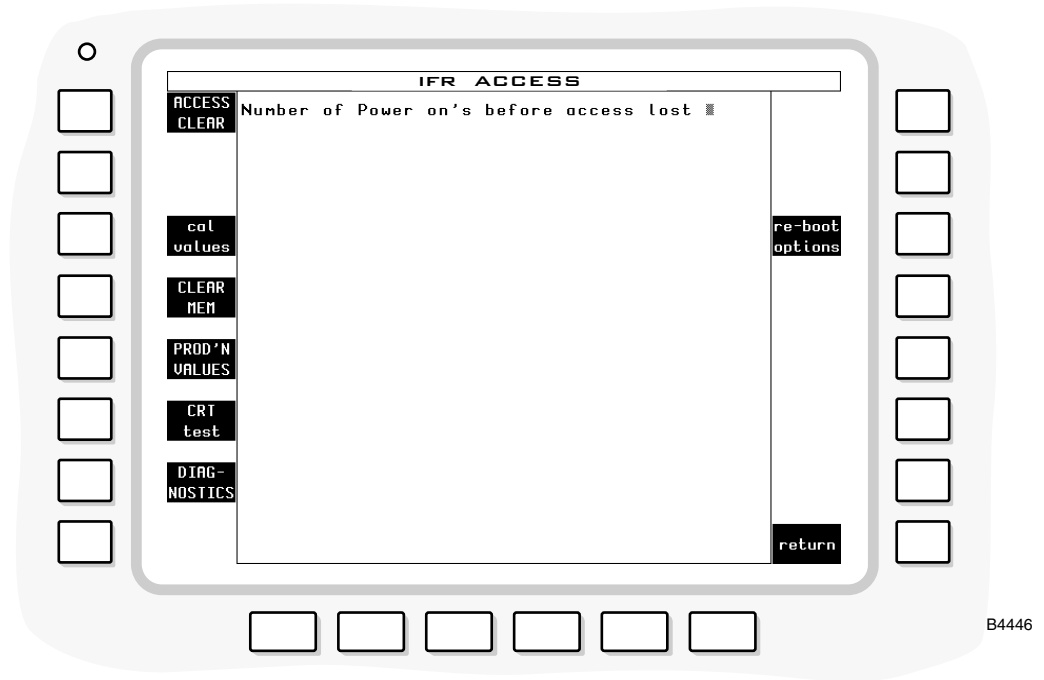 IFR ACCESS
ACCESS
CLEAR
Number of Power on's before access lost
cal
values
re-boot
options
CLEAR
MEM
PROD'N
VALUES
CRT
test
DIAG-
NOSTICS
return
B4446